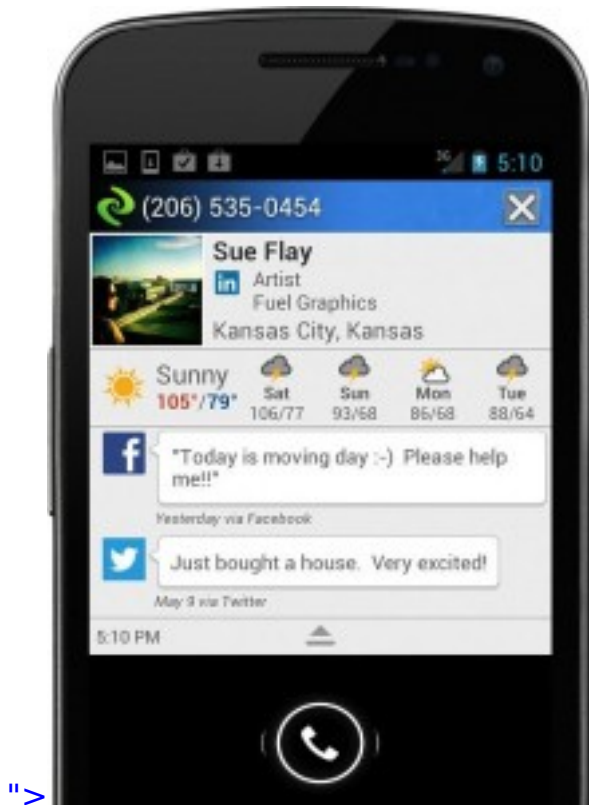 3G
5:10
(206) 535-0454
Sue Flay
in
Artist
Fuel Graphics
Kansas City, Kansas
Sunny
105°/79°
Sat
106/77
Sun
93/68
Mon
86/68
Tue
88/64
"Today is moving day :-)  Please help
me!!"
Yesterday via Facebook
Just bought a house.  Very excited!
May 9 via Twitter
5:10 PM
">